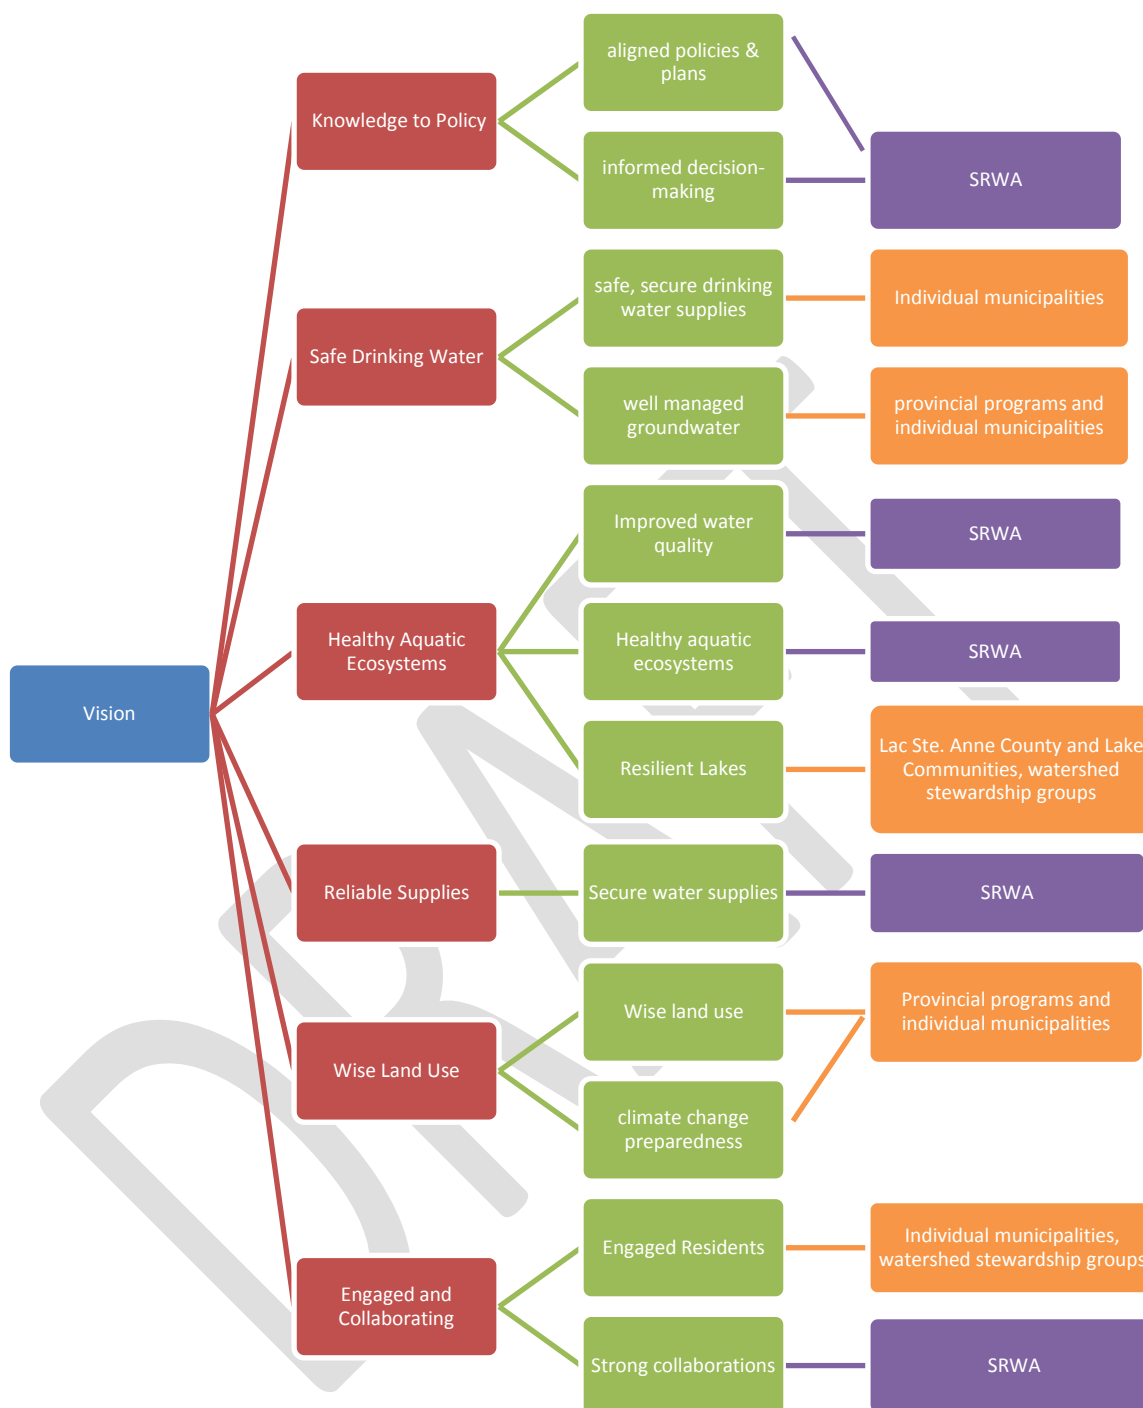 aligned policies &
plans
Knowledge to Policy
informed decision-
making
SRWA
safe, secure drinking
water supplies
Individual municipalities
Safe Drinking Water
well managed
groundwater
provincial programs and
individual municipalities
Improved water
quality
SRWA
Healthy Aquatic
Ecosystems
Healthy aquatic
ecosystems
SRWA
Vision
Resilient Lakes
Lac Ste. Anne County and Lake
Communities, watershed
stewardship groups
Reliable Supplies
Secure water supplies
SRWA
Wise land use
Provincial programs and
individual municipalities
Wise Land Use
climate change
preparedness
Engaged Residents
Individual municipalities,
watershed stewardship groups
Engaged and
Collaborating
Strong collaborations
SRWA
DRAFT